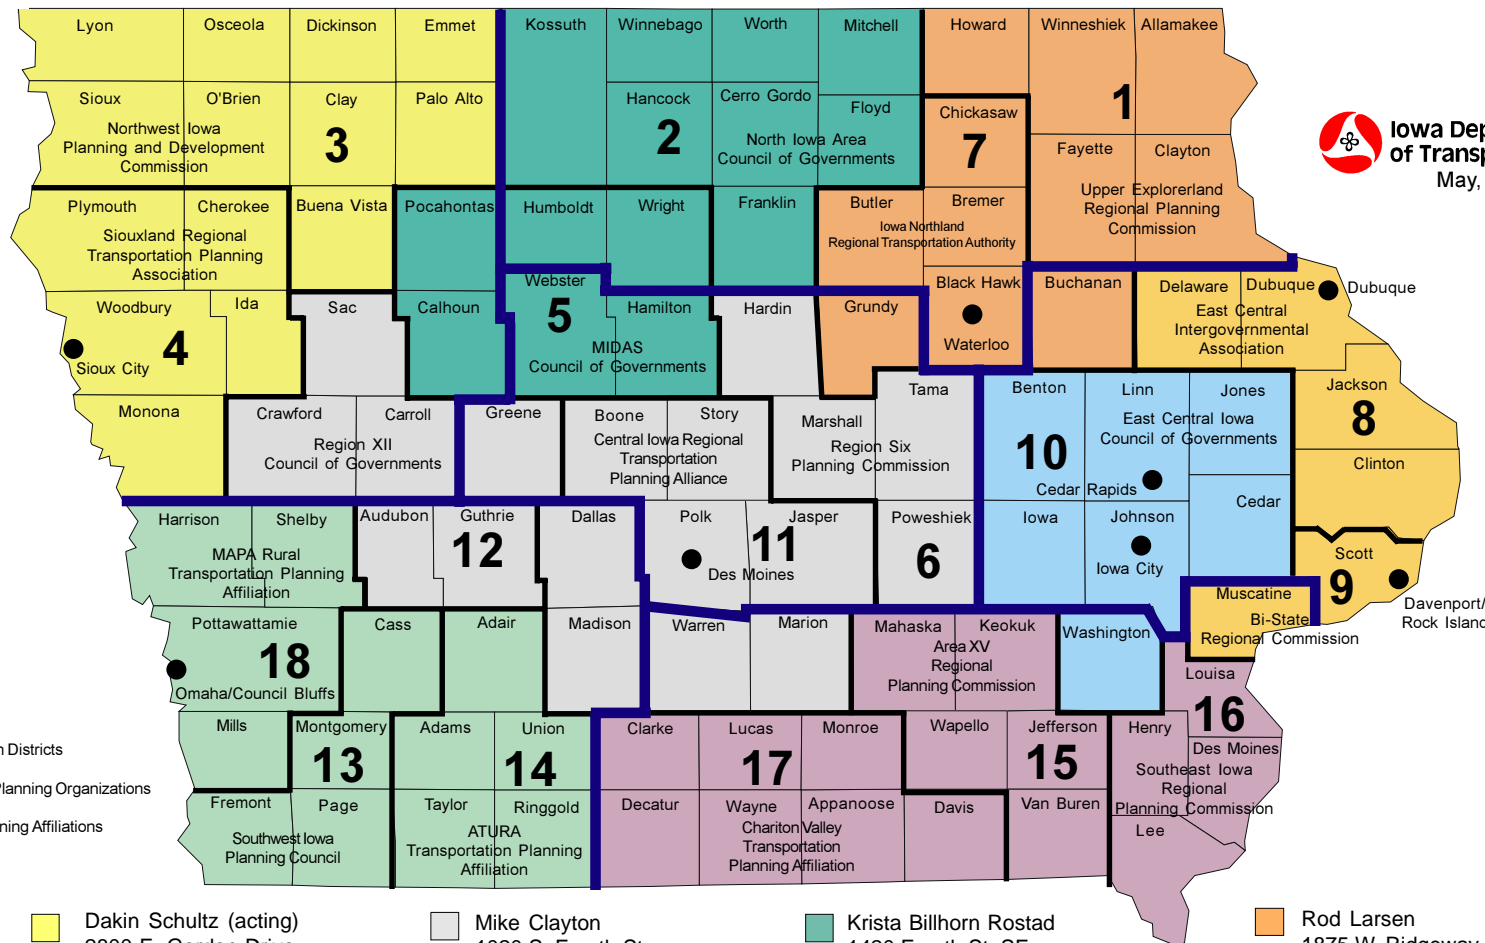 Lyon
Osceola
Dickinson
Emmet
Kossuth
Winnebago
Worth
Mitchell
Howard
Winneshiek
Allamakee
Sioux
O'Brien
Clay
Palo Alto
Hancock
Cerro Gordo
Floyd
Chickasaw
1
Northwest Iowa
Planning and Development
Commission
3
2
North Iowa Area
Council of Governments
7
Fayette
Clayton
Iowa Dep
of Transp
May,
Upper Explorerland
Regional Planning
Commission
Plymouth
Cherokee
Buena Vista
Pocahontas
Humboldt
Wright
Franklin
Butler
Bremer
Siouxland Regional
Transportation Planning
Association
Iowa Northland
Regional Transportation Authority
Woodbury
Ida
Sac
Calhoun
Webster
5
Hamilton
Hardin
Grundy
Black Hawk
Buchanan
Delaware
Dubuque
Dubuque
East Central
Intergovernmental
Association
4
Sioux City
MIDAS
Council of Governments
Waterloo
Monona
Crawford
Carroll
Greene
Boone
Story
Marshall
Tama
Benton
Linn
Jones
Jackson
8
Region XII
Council of Governments
Central Iowa Regional
Transportation
Planning Alliance
Region Six
Planning Commission
10
East Central Iowa
Council of Governments
Cedar Rapids
Clinton
Cedar
Harrison
Shelby
Audubon
Guthrie
Dallas
Polk
Jasper
Poweshiek
Iowa
Johnson
Scott
12
11
6
Des Moines
Iowa City
9
MAPA Rural
Transportation Planning
Affiliation
Muscatine
Bi-State
Regional Commission
Davenport/
Rock Islanc
Pottawattamie
Cass
Adair
Madison
Warren
Marion
Mahaska
Keokuk
Washington
Louisa
18
Omaha/Council Bluffs
Area XV
Regional
Planning Commission
16
Mills
Montgomery
Adams
Union
Clarke
Lucas
Monroe
Wapello
Jefferson
Henry
Des Moines
13
14
17
15
Southeast Iowa
Regional
Planning Commission
n Districts
Planning Organizations
ning Affiliations
Fremont
Page
Taylor
Ringgold
Decatur
Wayne
Appanoose
Davis
Van Buren
Lee
Southwest Iowa
Planning Council
ATURA
Transportation Planning
Affiliation
Chariton Valley
Transportation
Planning Affiliation
Dakin Schultz (acting)
Mike Clayton
Krista Billhorn Rostad
Rod Larsen